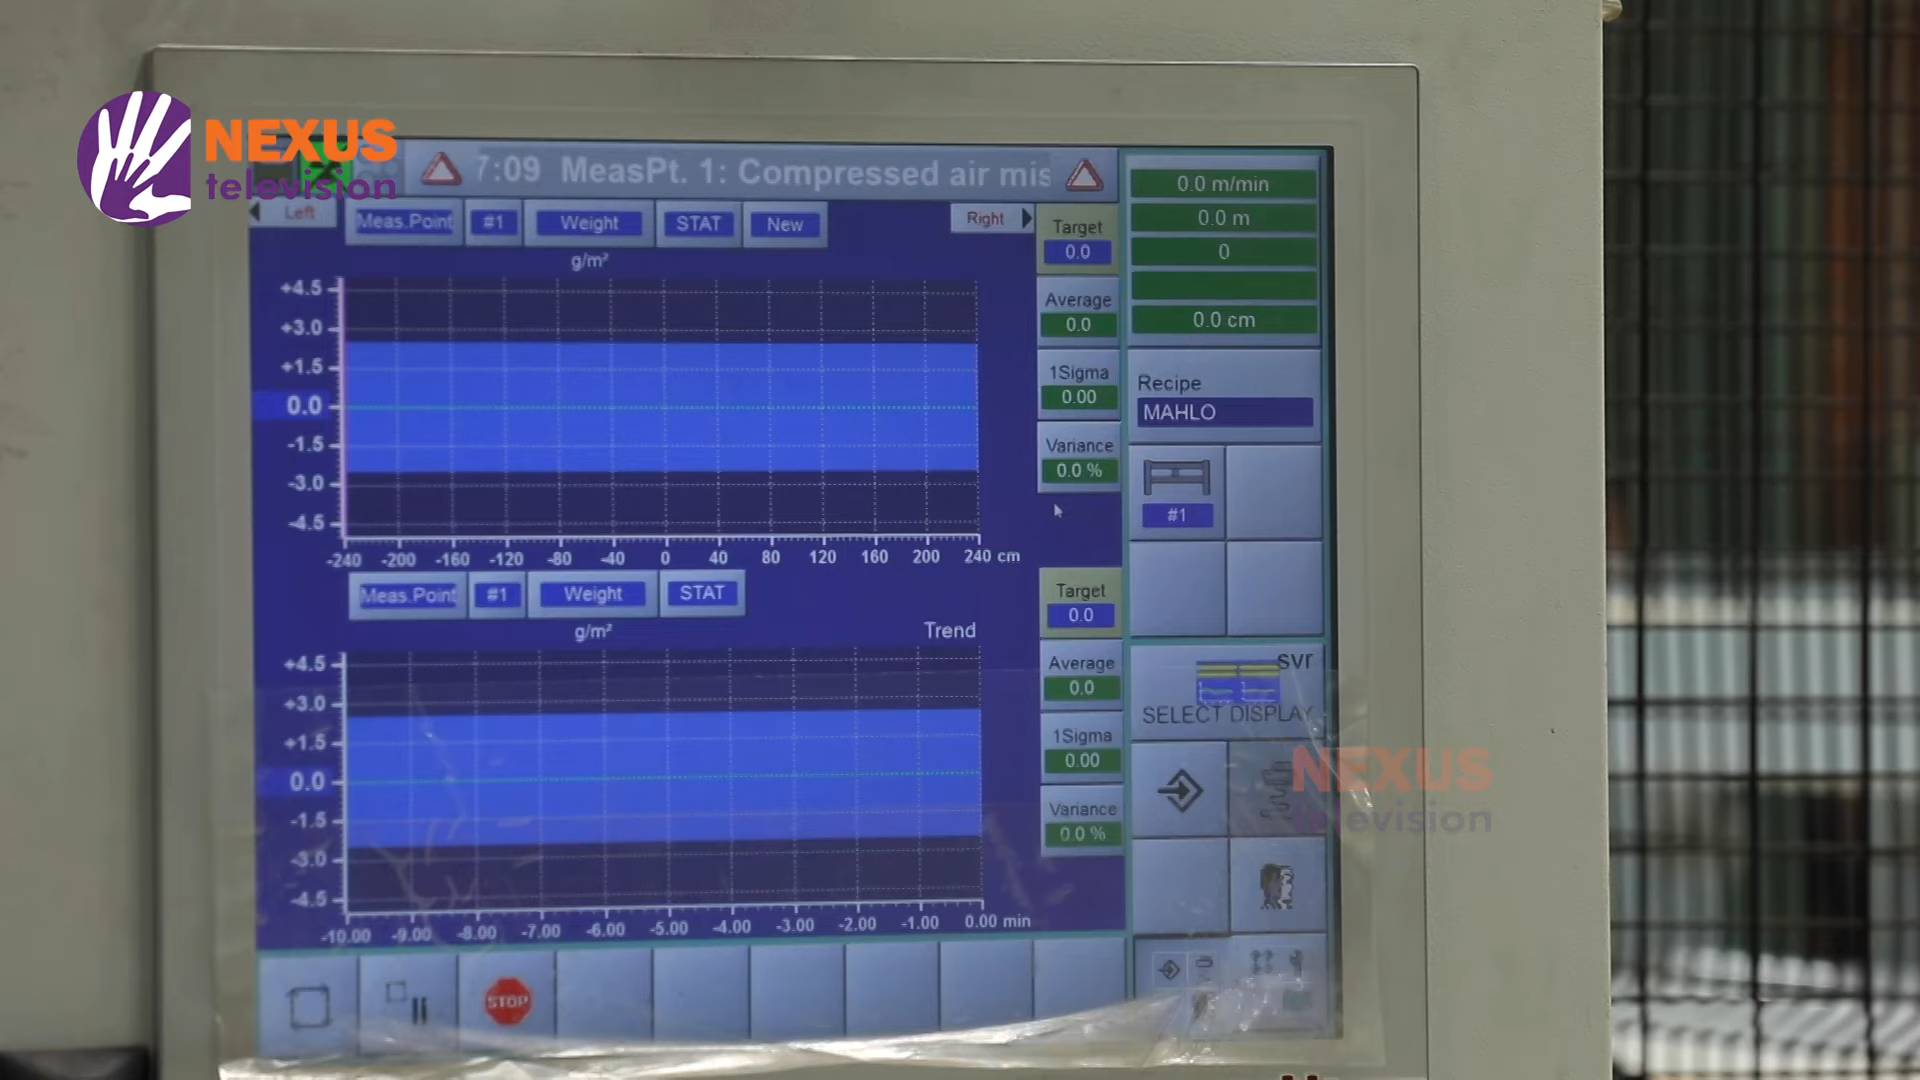 NEXUS
television
7:09 MeasPt. 1: Compressed air mis
Left
Meas.Point #1 Weight STAT New
Right
g/m²
+4.5
+3.0
+1.5
0.0
-1.5
-3.0
-4.5
-240 -200 -160 -120 -80 -40 0 40 80 120 160 200 240 cm
Target
0.0
Average
0.0
1Sigma
0.00
Variance
0.0 %
Meas.Point #1 Weight STAT
g/m²
Trend
+4.5
+3.0
+1.5
0.0
-1.5
-3.0
-4.5
-10.00 -9.00 -8.00 -7.00 -6.00 -5.00 -4.00 -3.00 -2.00 -1.00 0.00 min
Target
0.0
Average
0.0
1Sigma
0.00
Variance
0.0 %
STOP
0.0 m/min
0.0 m
0
0.0 cm
Recipe
MAHLO
#1
svr
SELECT DISPLAY
NEXUS
television